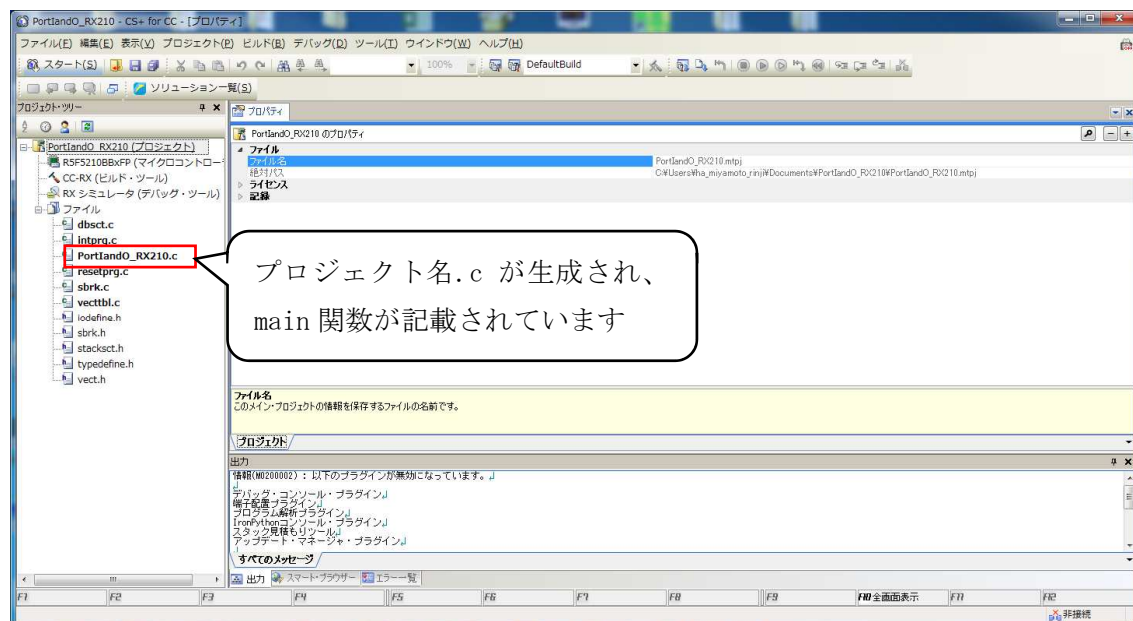 PortIandO_RX210 - CS+ for CC - [プロパティ]
ファイル(F) 編集(E) 表示(V) プロジェクト(P) ビルド(B) デバッグ(D) ツール(T) ウインドウ(W) ヘルプ(H)
スタート(S) 100% DefaultBuild
ソリューション一覧(S)
プロジェクト・ツリー
PortIandO_RX210 (プロジェクト)
R5F5210BBxFP (マイクロコントロー
CC-RX (ビルド・ツール)
RX シミュレータ (デバッグ・ツール)
ファイル
dbsct.c
intprg.c
PortIandO_RX210.c
resetprg.c
sbrk.c
vecttbl.c
iodefine.h
sbrk.h
stacksct.h
typedefine.h
vect.h
プロパティ
PortIandO_RX210 のプロパティ
ファイル
ファイル名 PortIandO_RX210.mtpj
絶対パス C:¥Users¥ha_miyamoto_rinji¥Documents¥PortIandO_RX210¥PortIandO_RX210.mtpj
ライセンス
記録
プロジェクト名.c が生成され、
main 関数が記載されています
ファイル名
このメイン・プロジェクトの情報を保存するファイルの名前です。
プロジェクト
出力
情報(M0200002) : 以下のプラグインが無効になっています。↲
↲
デバッグ・コンソール・プラグイン↲
端子配置プラグイン↲
プログラム解析プラグイン↲
IronPythonコンソール・プラグイン↲
スタック見積もりツール↲
アップデート・マネージャ・プラグイン↲
すべてのメッセージ
出力 スマート・ブラウザー エラー一覧
F1 F2 F3 F4 F5 F6 F7 F8 F9 F10 全画面表示 F11 F12
非接続